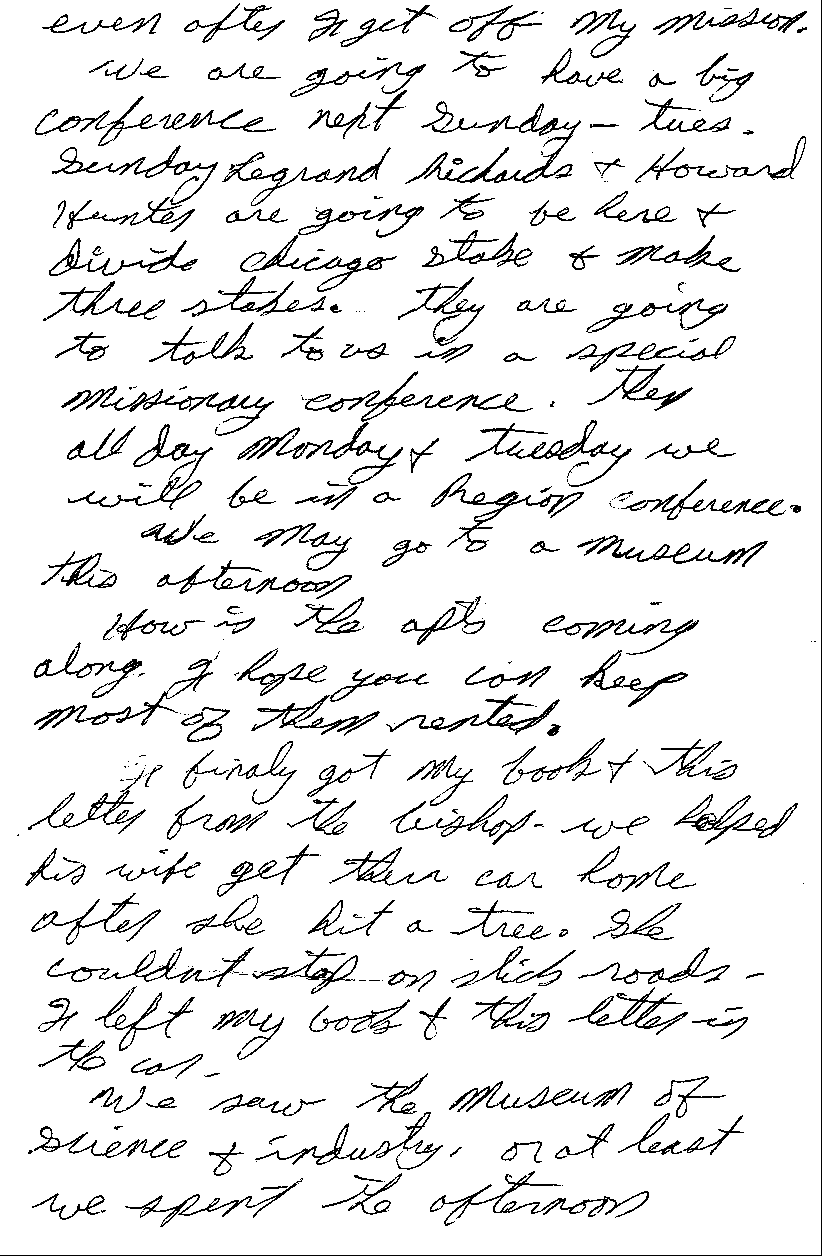 even after I get off my mission.
We are going to have a big
conference next Sunday – Tues.
Sunday Legrand Richards & Howard
Hunter are going to be here &
divide chicago stake & make
three stakes. They are going
to talk to us in a special
missionary conference. Then
all day Monday & Tuesday we
will be in a Region conference.
We may go to a museum
this afternoon
How is the apts coming
along. I hope you can keep
most of them rented.
I finaly got my book & this
letter from the bishop – we helped
his wife get their car home
after she hit a tree. She
couldnt stop on slick roads –
I left my book & this letter in
the car –
We saw the museum of
science & industry, or at least
we spent the afternoon